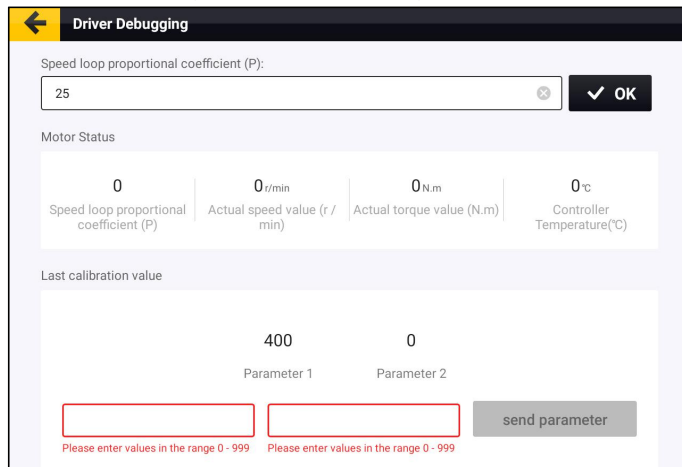 Driver Debugging
Speed loop proportional coefficient (P):
25
OK
Motor Status
0
0 r/min
0 N.m
0 ℃
Speed loop proportional
coefficient (P)
Actual speed value (r /
min)
Actual torque value (N.m)
Controller
Temperature(℃)
Last calibration value
400
0
Parameter 1
Parameter 2
send parameter
Please enter values in the range 0 - 999
Please enter values in the range 0 - 999